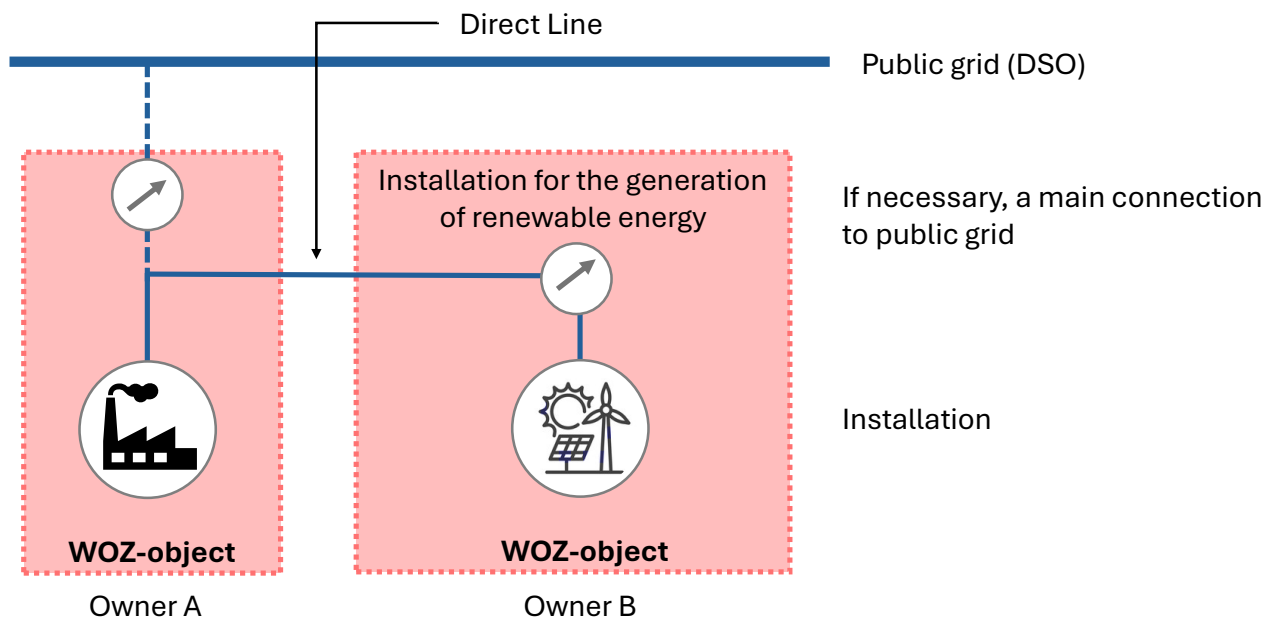 Direct Line
Public grid (DSO)
Installation for the generation
of renewable energy
If necessary, a main connection
to public grid
Installation
WOZ-object
WOZ-object
Owner A
Owner B